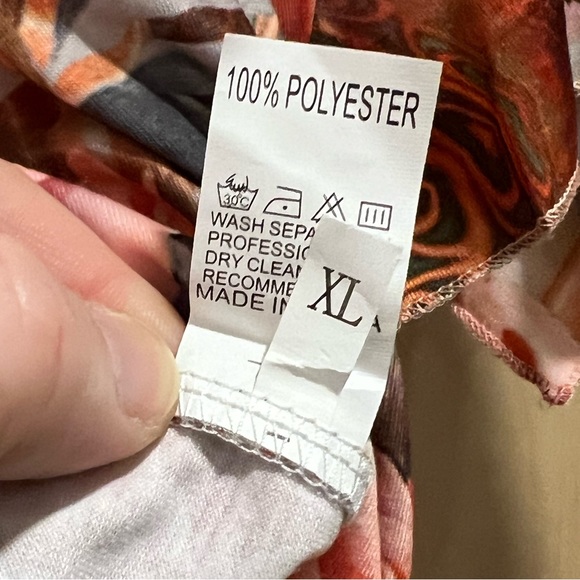 100% POLYESTER
30°C
WASH SEPA
PROFESSIO
DRY CLEAN
RECOMME
MADE IN A
XL